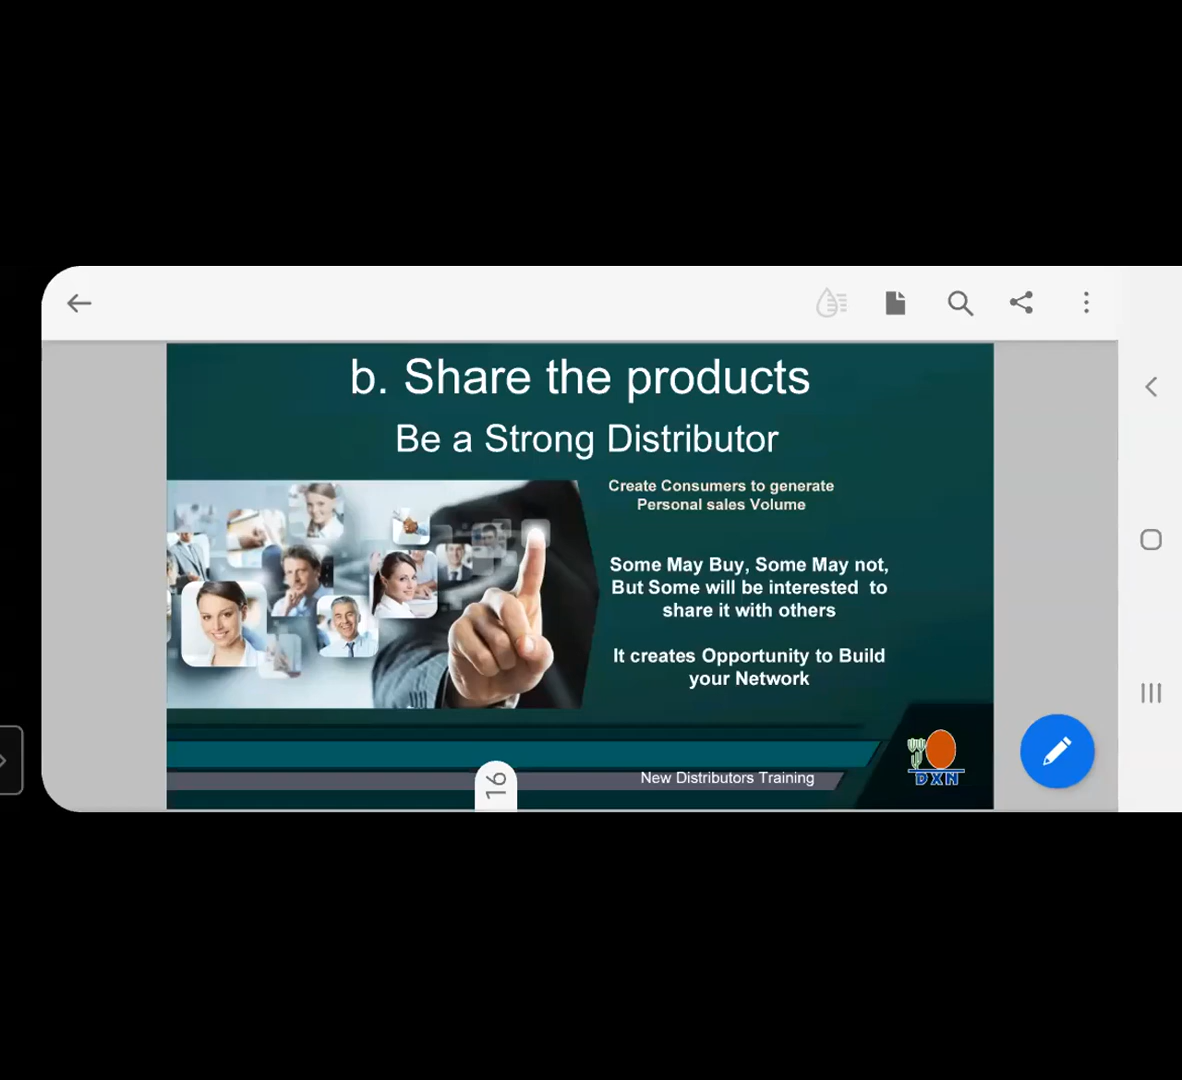 b. Share the products
Be a Strong Distributor
Create Consumers to generate
Personal sales Volume
Some May Buy, Some May not,
But Some will be interested to
share it with others
It creates Opportunity to Build
your Network
New Distributors Training
DXN
16